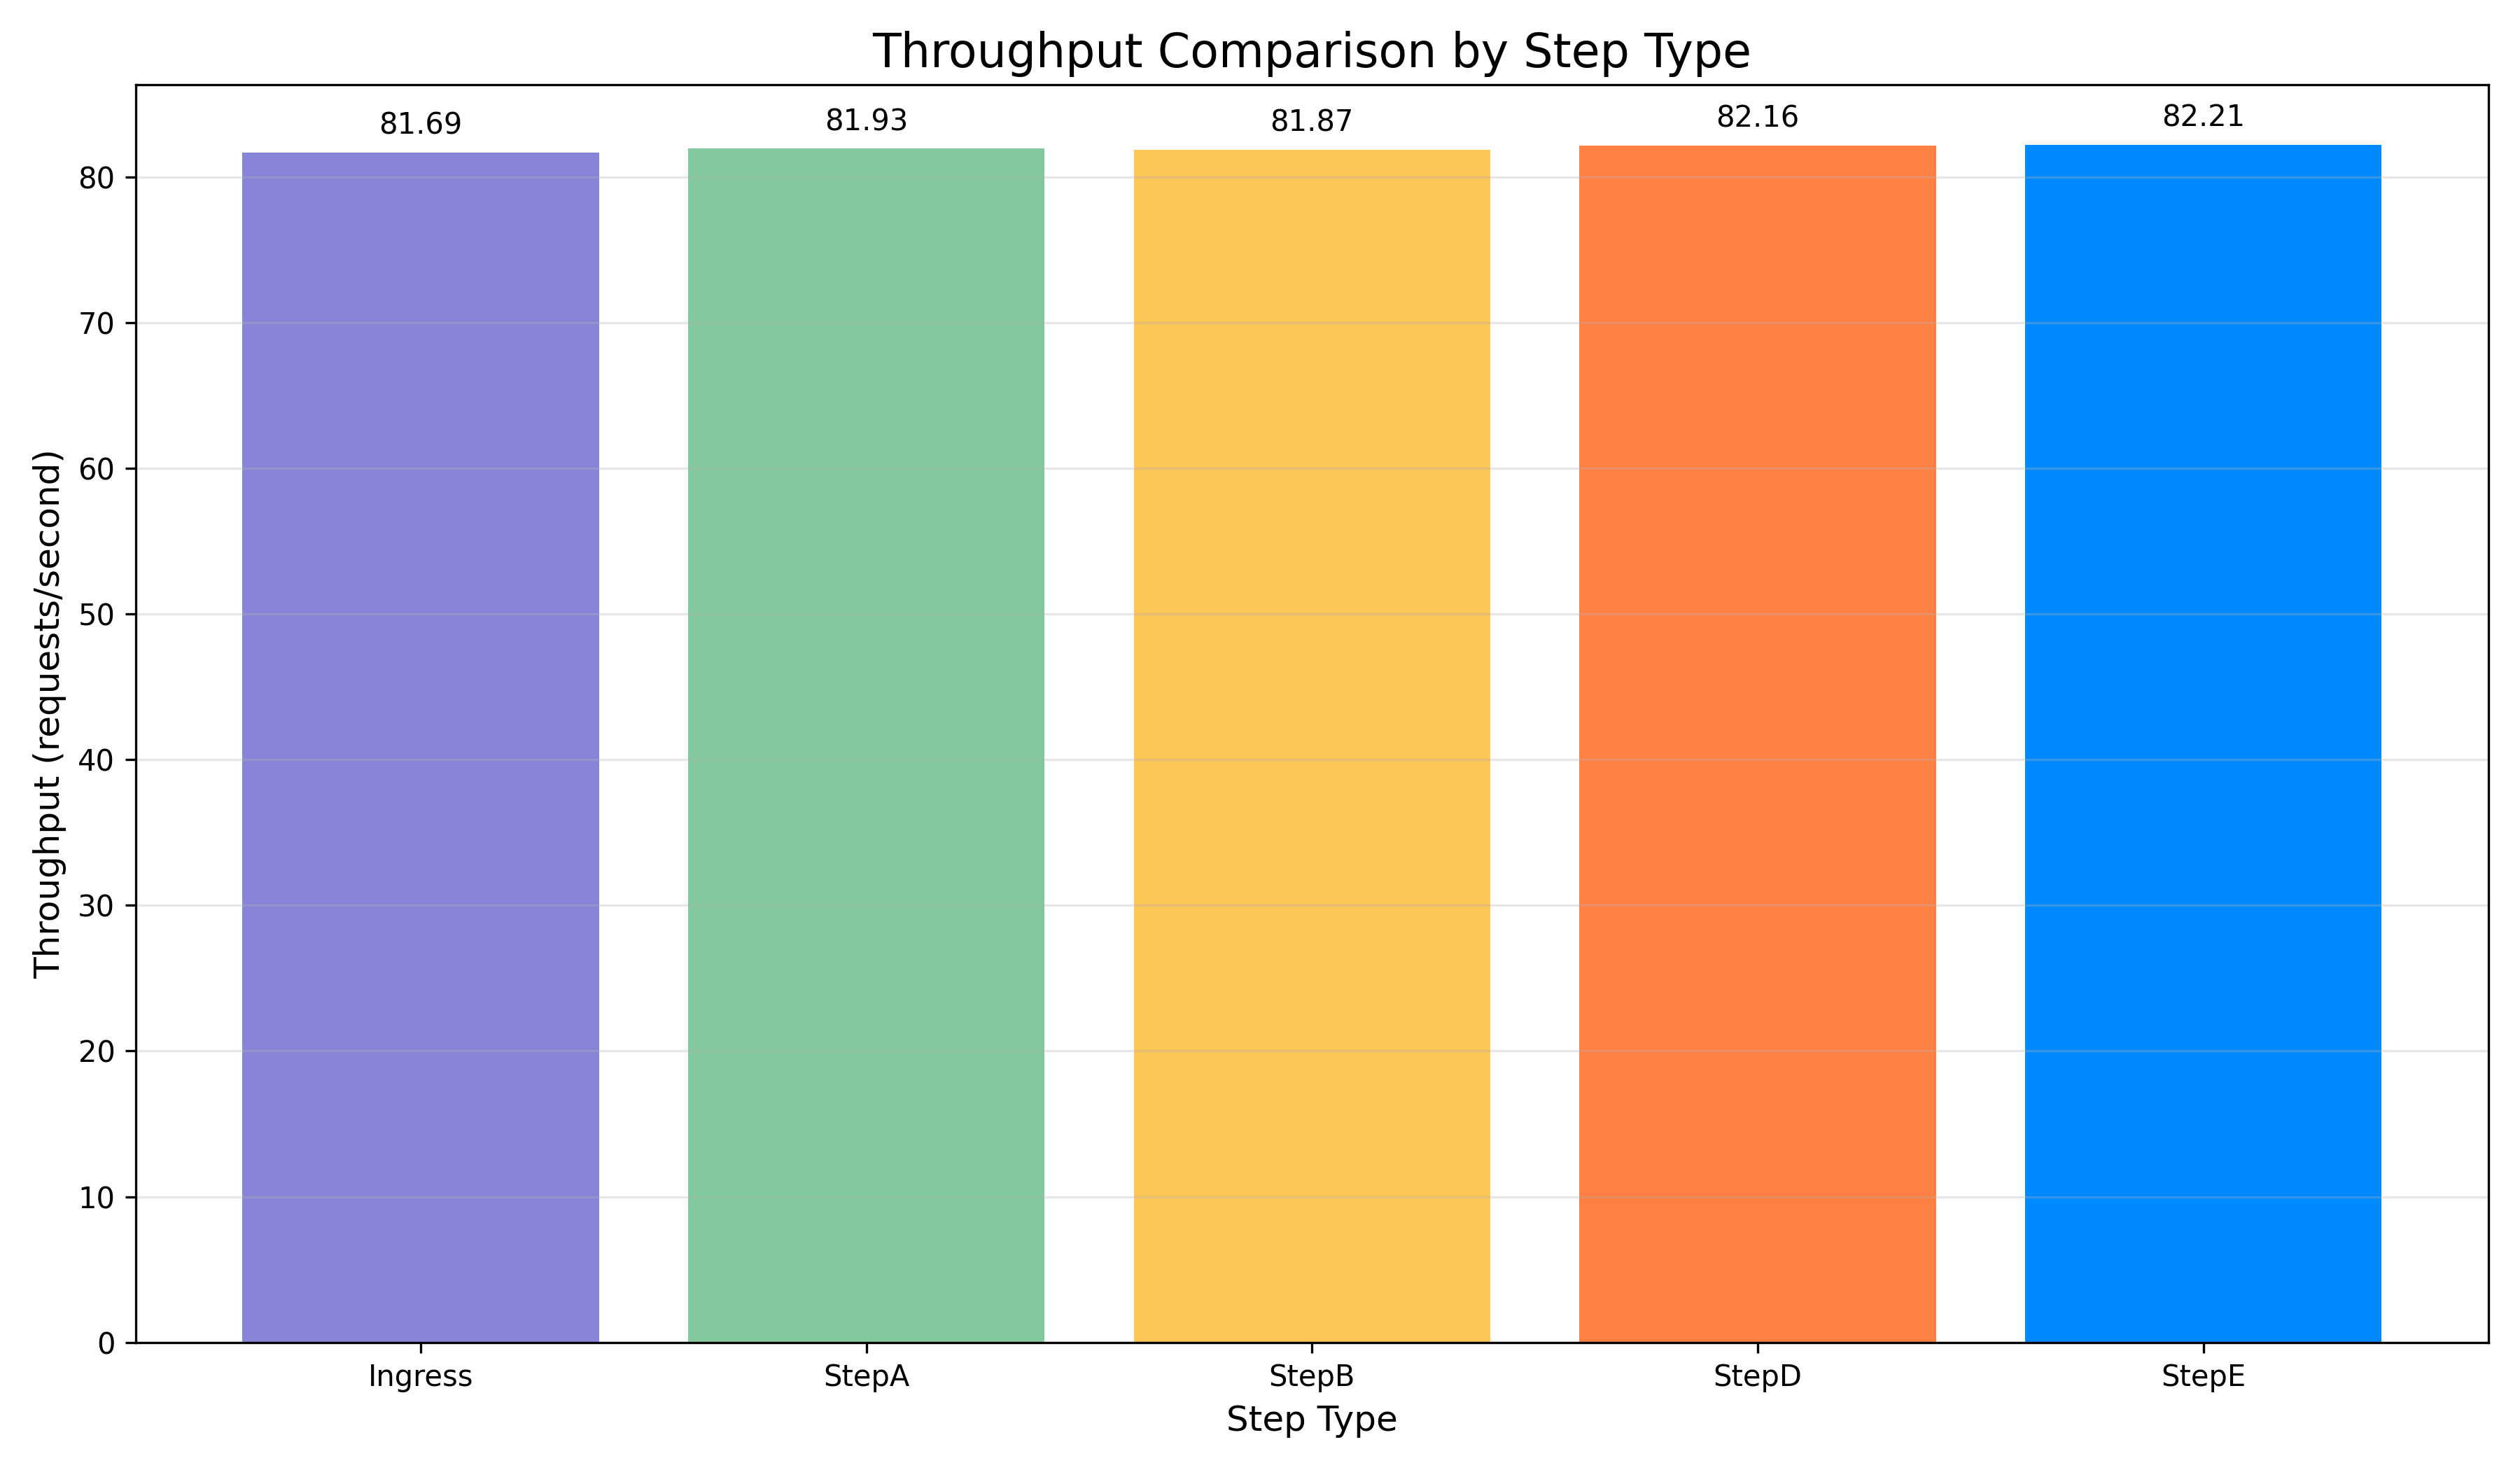 Throughput Comparison by Step Type
81.69
81.93
81.87
82.16
82.21
80
70
60
50
40
30
20
10
0
Throughput (requests/second)
Ingress
StepA
StepB
StepD
StepE
Step Type